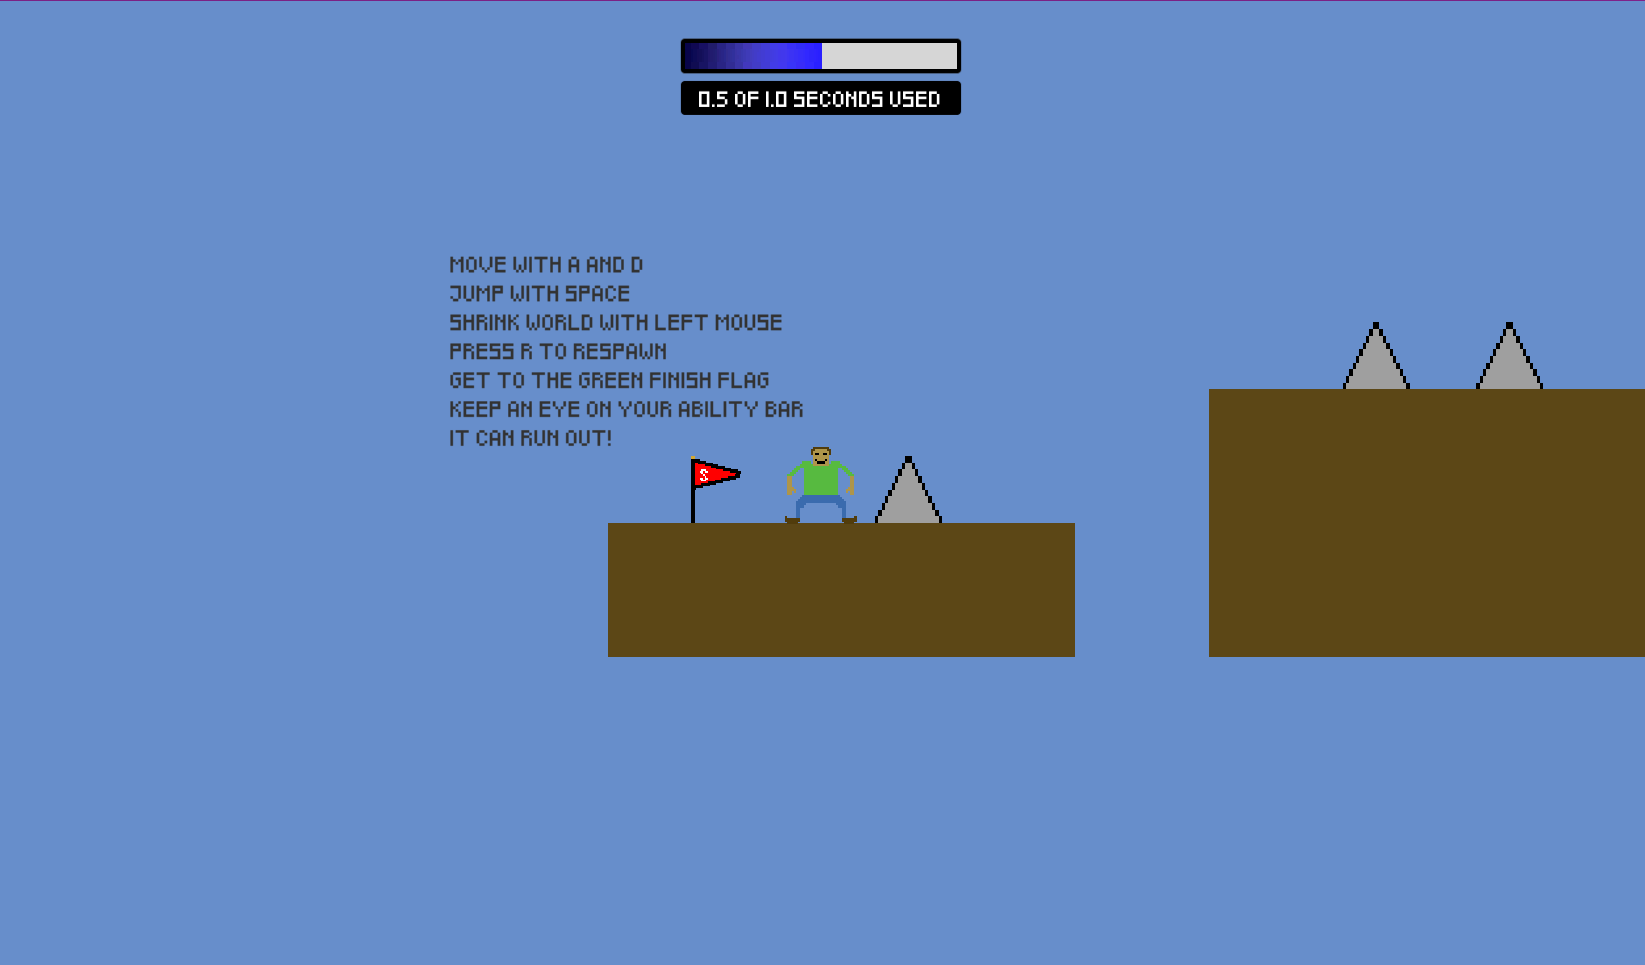 0.5 OF 1.0 SECONDS USED
MOVE WITH A AND D
JUMP WITH SPACE
SHRINK WORLD WITH LEFT MOUSE
PRESS R TO RESPAWN
GET TO THE GREEN FINISH FLAG
KEEP AN EYE ON YOUR ABILITY BAR
IT CAN RUN OUT!
S